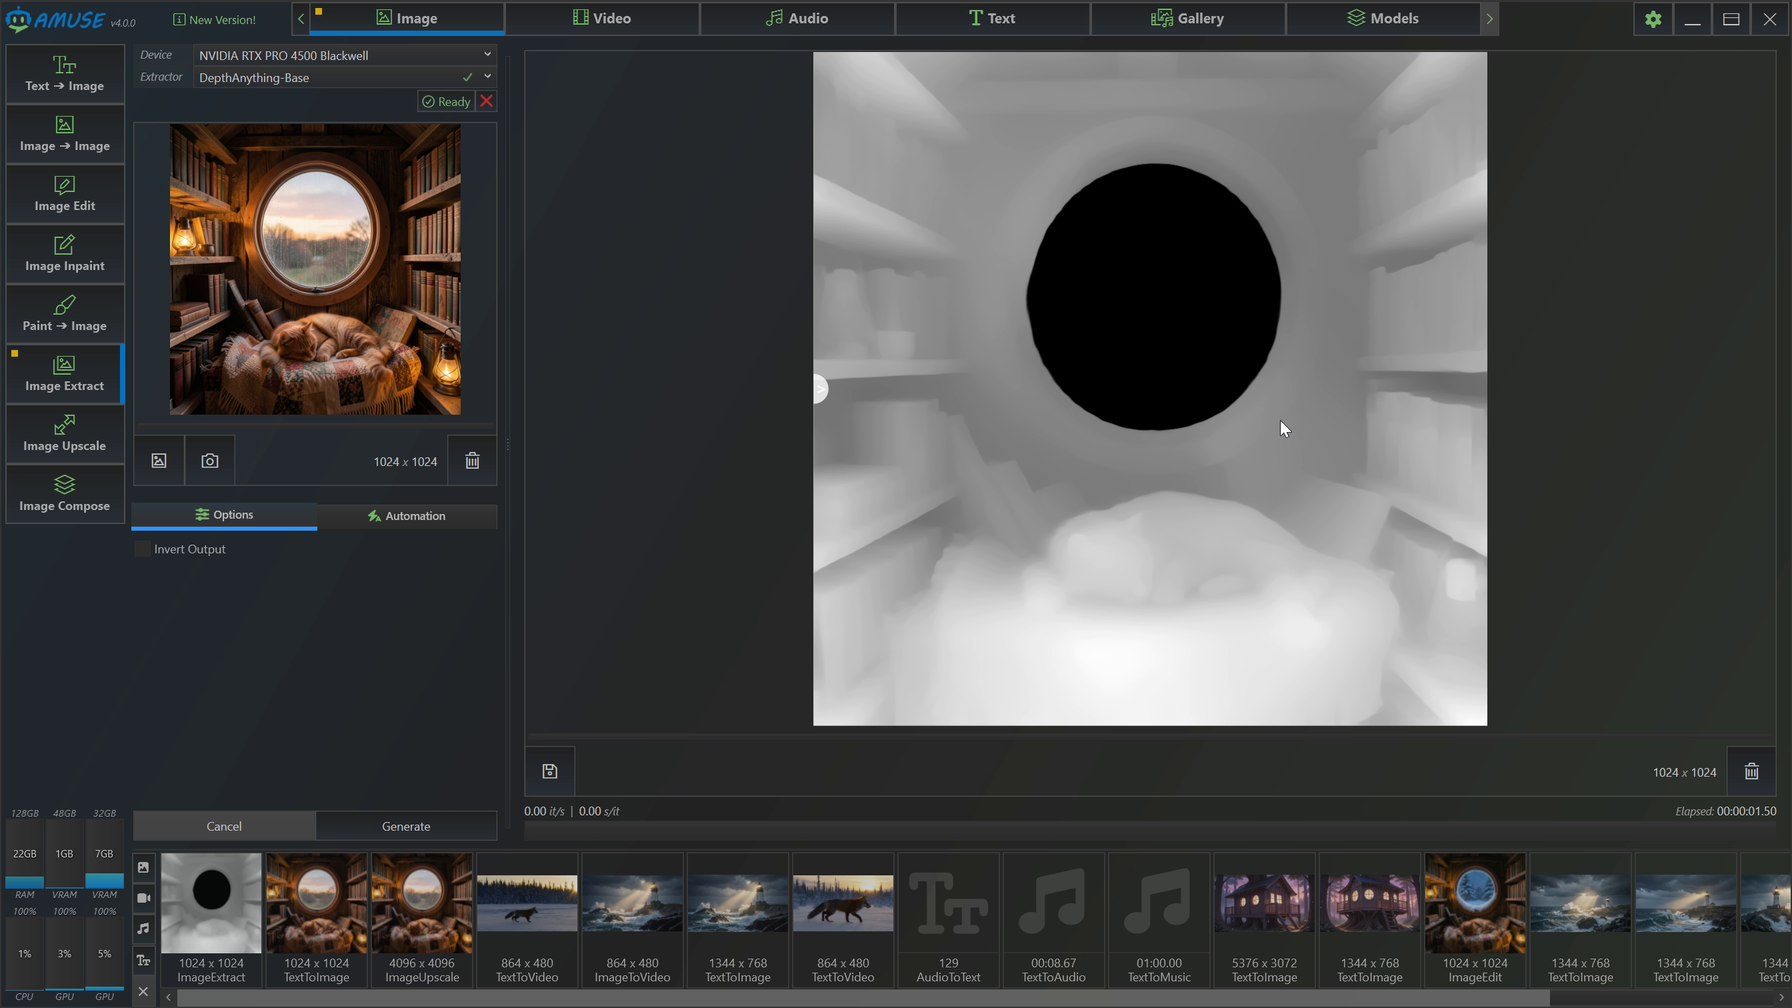 AMUSE v4.0.0
New Version!
Image
Video
Audio
Text
Gallery
Models
Text → Image
Image → Image
Image Edit
Image Inpaint
Paint → Image
Image Extract
Image Upscale
Image Compose
Device NVIDIA RTX PRO 4500 Blackwell
Extractor DepthAnything-Base
Ready
1024 x 1024
Options
Automation
Invert Output
Cancel
Generate
1024 x 1024
0.00 it/s | 0.00 s/it
Elapsed: 00:00:01.50
128GB 48GB 32GB
22GB 1GB 7GB
RAM VRAM VRAM
100% 100% 100%
1% 3% 5%
CPU GPU GPU
1024 x 1024
ImageExtract
1024 x 1024
TextToImage
4096 x 4096
ImageUpscale
864 x 480
TextToVideo
864 x 480
ImageToVideo
1344 x 768
TextToImage
864 x 480
TextToVideo
129
AudioToText
00:08.67
TextToAudio
01:00.00
TextToMusic
5376 x 3072
TextToImage
1344 x 768
TextToImage
1024 x 1024
ImageEdit
1344 x 768
TextToImage
1344 x 768
TextToImage
1344
TextTo